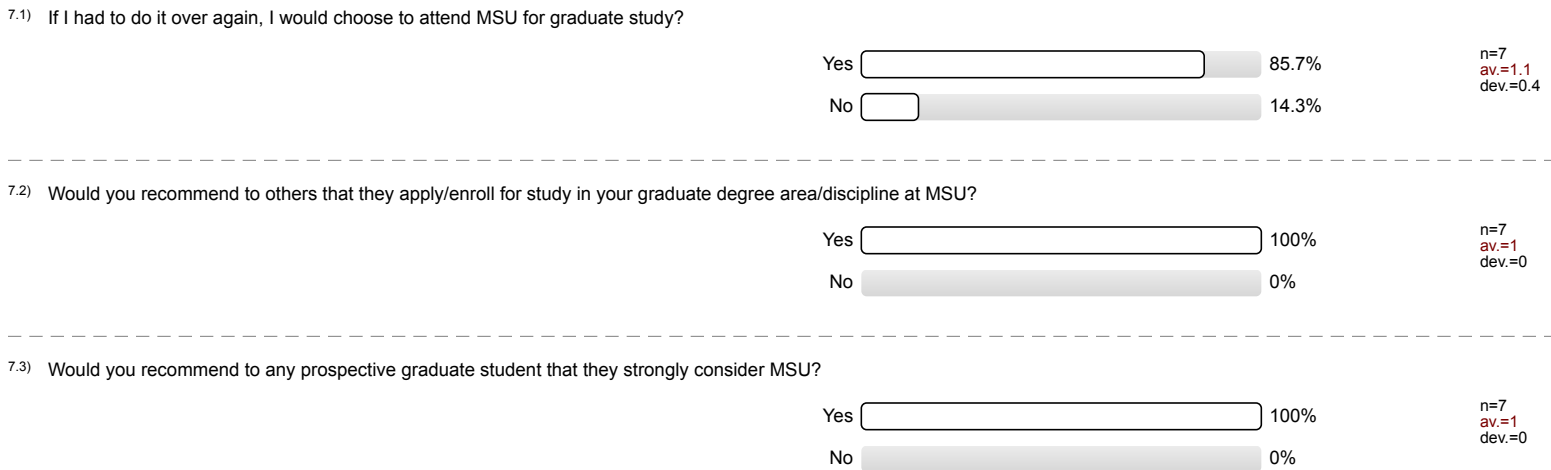 7.1) If I had to do it over again, I would choose to attend MSU for graduate study?
Yes 85.7%
No 14.3%
n=7
av.=1.1
dev.=0.4
7.2) Would you recommend to others that they apply/enroll for study in your graduate degree area/discipline at MSU?
Yes 100%
No 0%
n=7
av.=1
dev.=0
7.3) Would you recommend to any prospective graduate student that they strongly consider MSU?
Yes 100%
No 0%
n=7
av.=1
dev.=0